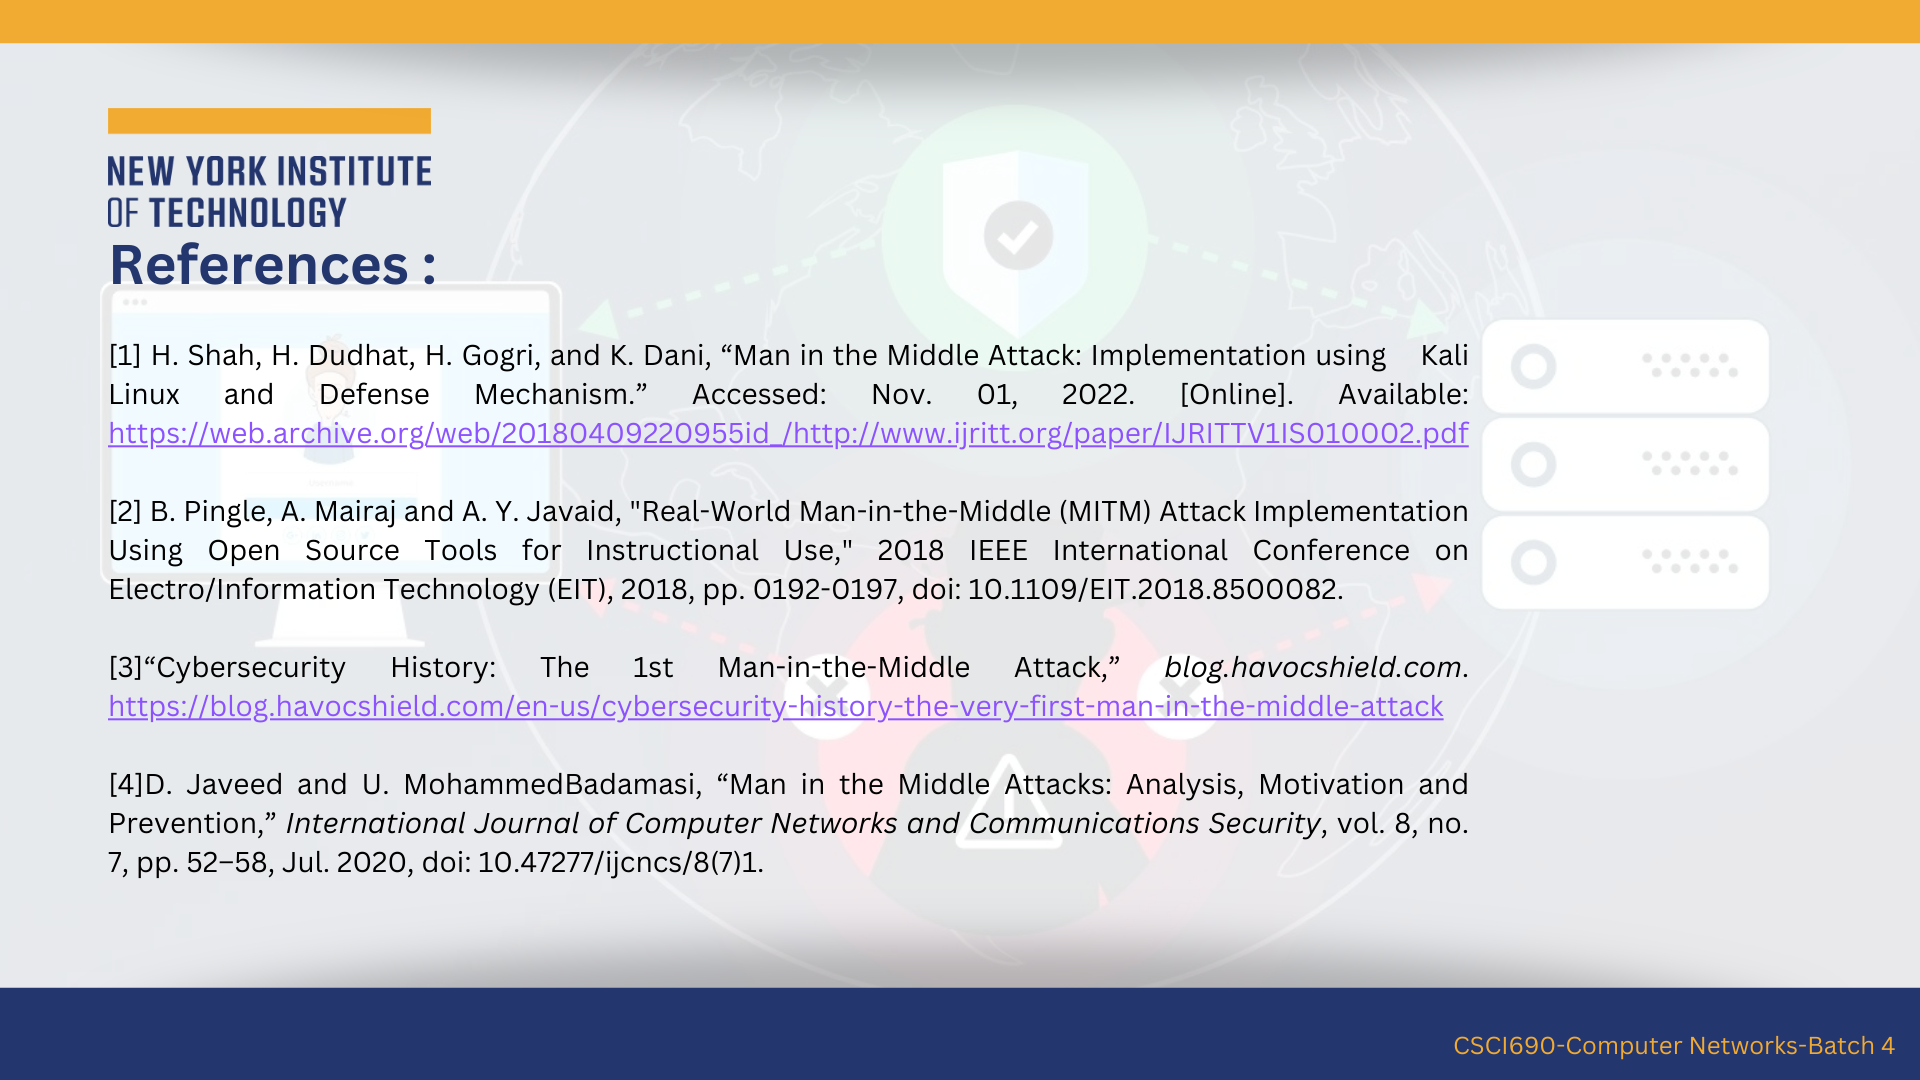 NEW YORK INSTITUTE
OF TECHNOLOGY
References :
[1] H. Shah, H. Dudhat, H. Gogri, and K. Dani, “Man in the Middle Attack: Implementation using Kali
Linux and Defense Mechanism.” Accessed: Nov. 01, 2022. [Online]. Available:
https://web.archive.org/web/20180409220955id_/http://www.ijritt.org/paper/IJRITTV1IS010002.pdf
[2] B. Pingle, A. Mairaj and A. Y. Javaid, "Real-World Man-in-the-Middle (MITM) Attack Implementation
Using Open Source Tools for Instructional Use," 2018 IEEE International Conference on
Electro/Information Technology (EIT), 2018, pp. 0192-0197, doi: 10.1109/EIT.2018.8500082.
[3]“Cybersecurity History: The 1st Man-in-the-Middle Attack,” blog.havocshield.com.
https://blog.havocshield.com/en-us/cybersecurity-history-the-very-first-man-in-the-middle-attack
[4]D. Javeed and U. MohammedBadamasi, “Man in the Middle Attacks: Analysis, Motivation and
Prevention,” International Journal of Computer Networks and Communications Security, vol. 8, no.
7, pp. 52–58, Jul. 2020, doi: 10.47277/ijcncs/8(7)1.
CSCI690-Computer Networks-Batch 4